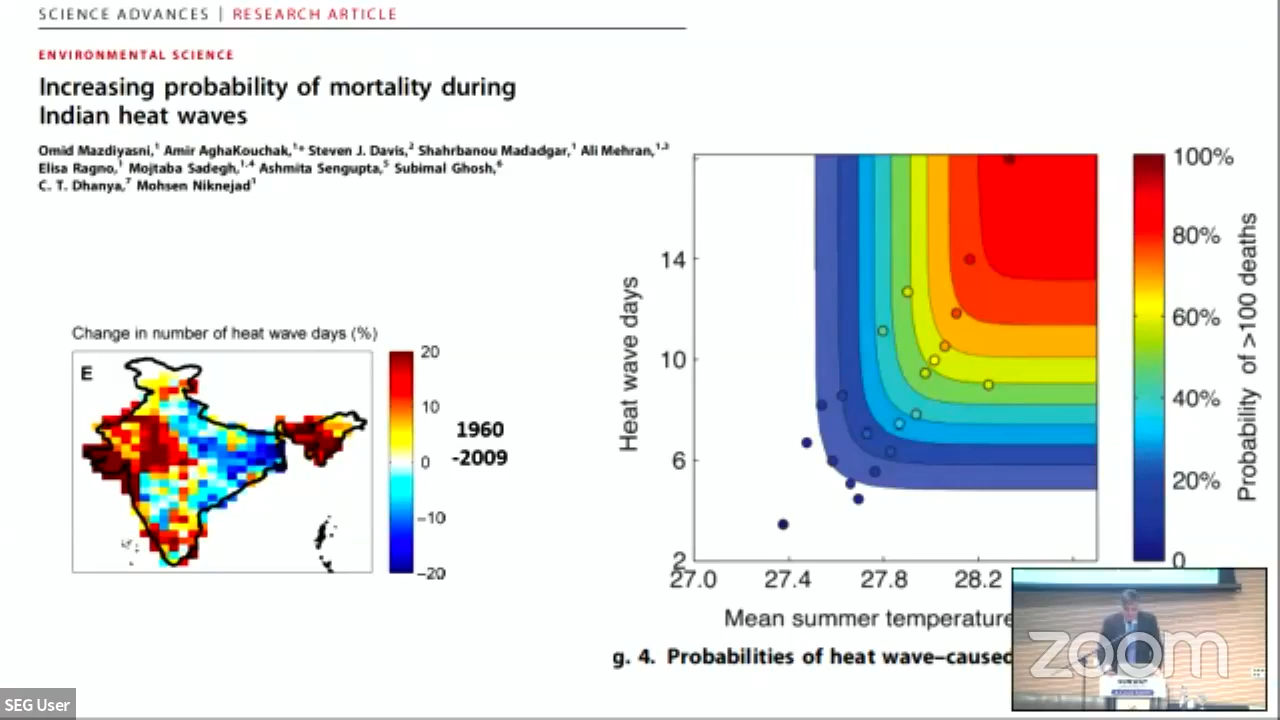 SCIENCE ADVANCES | RESEARCH ARTICLE
ENVIRONMENTAL SCIENCE
Increasing probability of mortality during
Indian heat waves
Omid Mazdiyasni,1 Amir AghaKouchak,1* Steven J. Davis,2 Shahrbanou Madadgar,1 Ali Mehran,1,3
Elisa Ragno,1 Mojtaba Sadegh,1,4 Ashmita Sengupta,5 Subimal Ghosh,6
C. T. Dhanya,7 Mohsen Niknejad1
Change in number of heat wave days (%)
E
20
10
0
−10
−20
1960
-2009
Heat wave days
14
10
6
2
27.0 27.4 27.8 28.2
Mean summer temperature
100%
80%
60%
40%
20%
0
Probability of >100 deaths
g. 4. Probabilities of heat wave–caused
zoom
SEG User